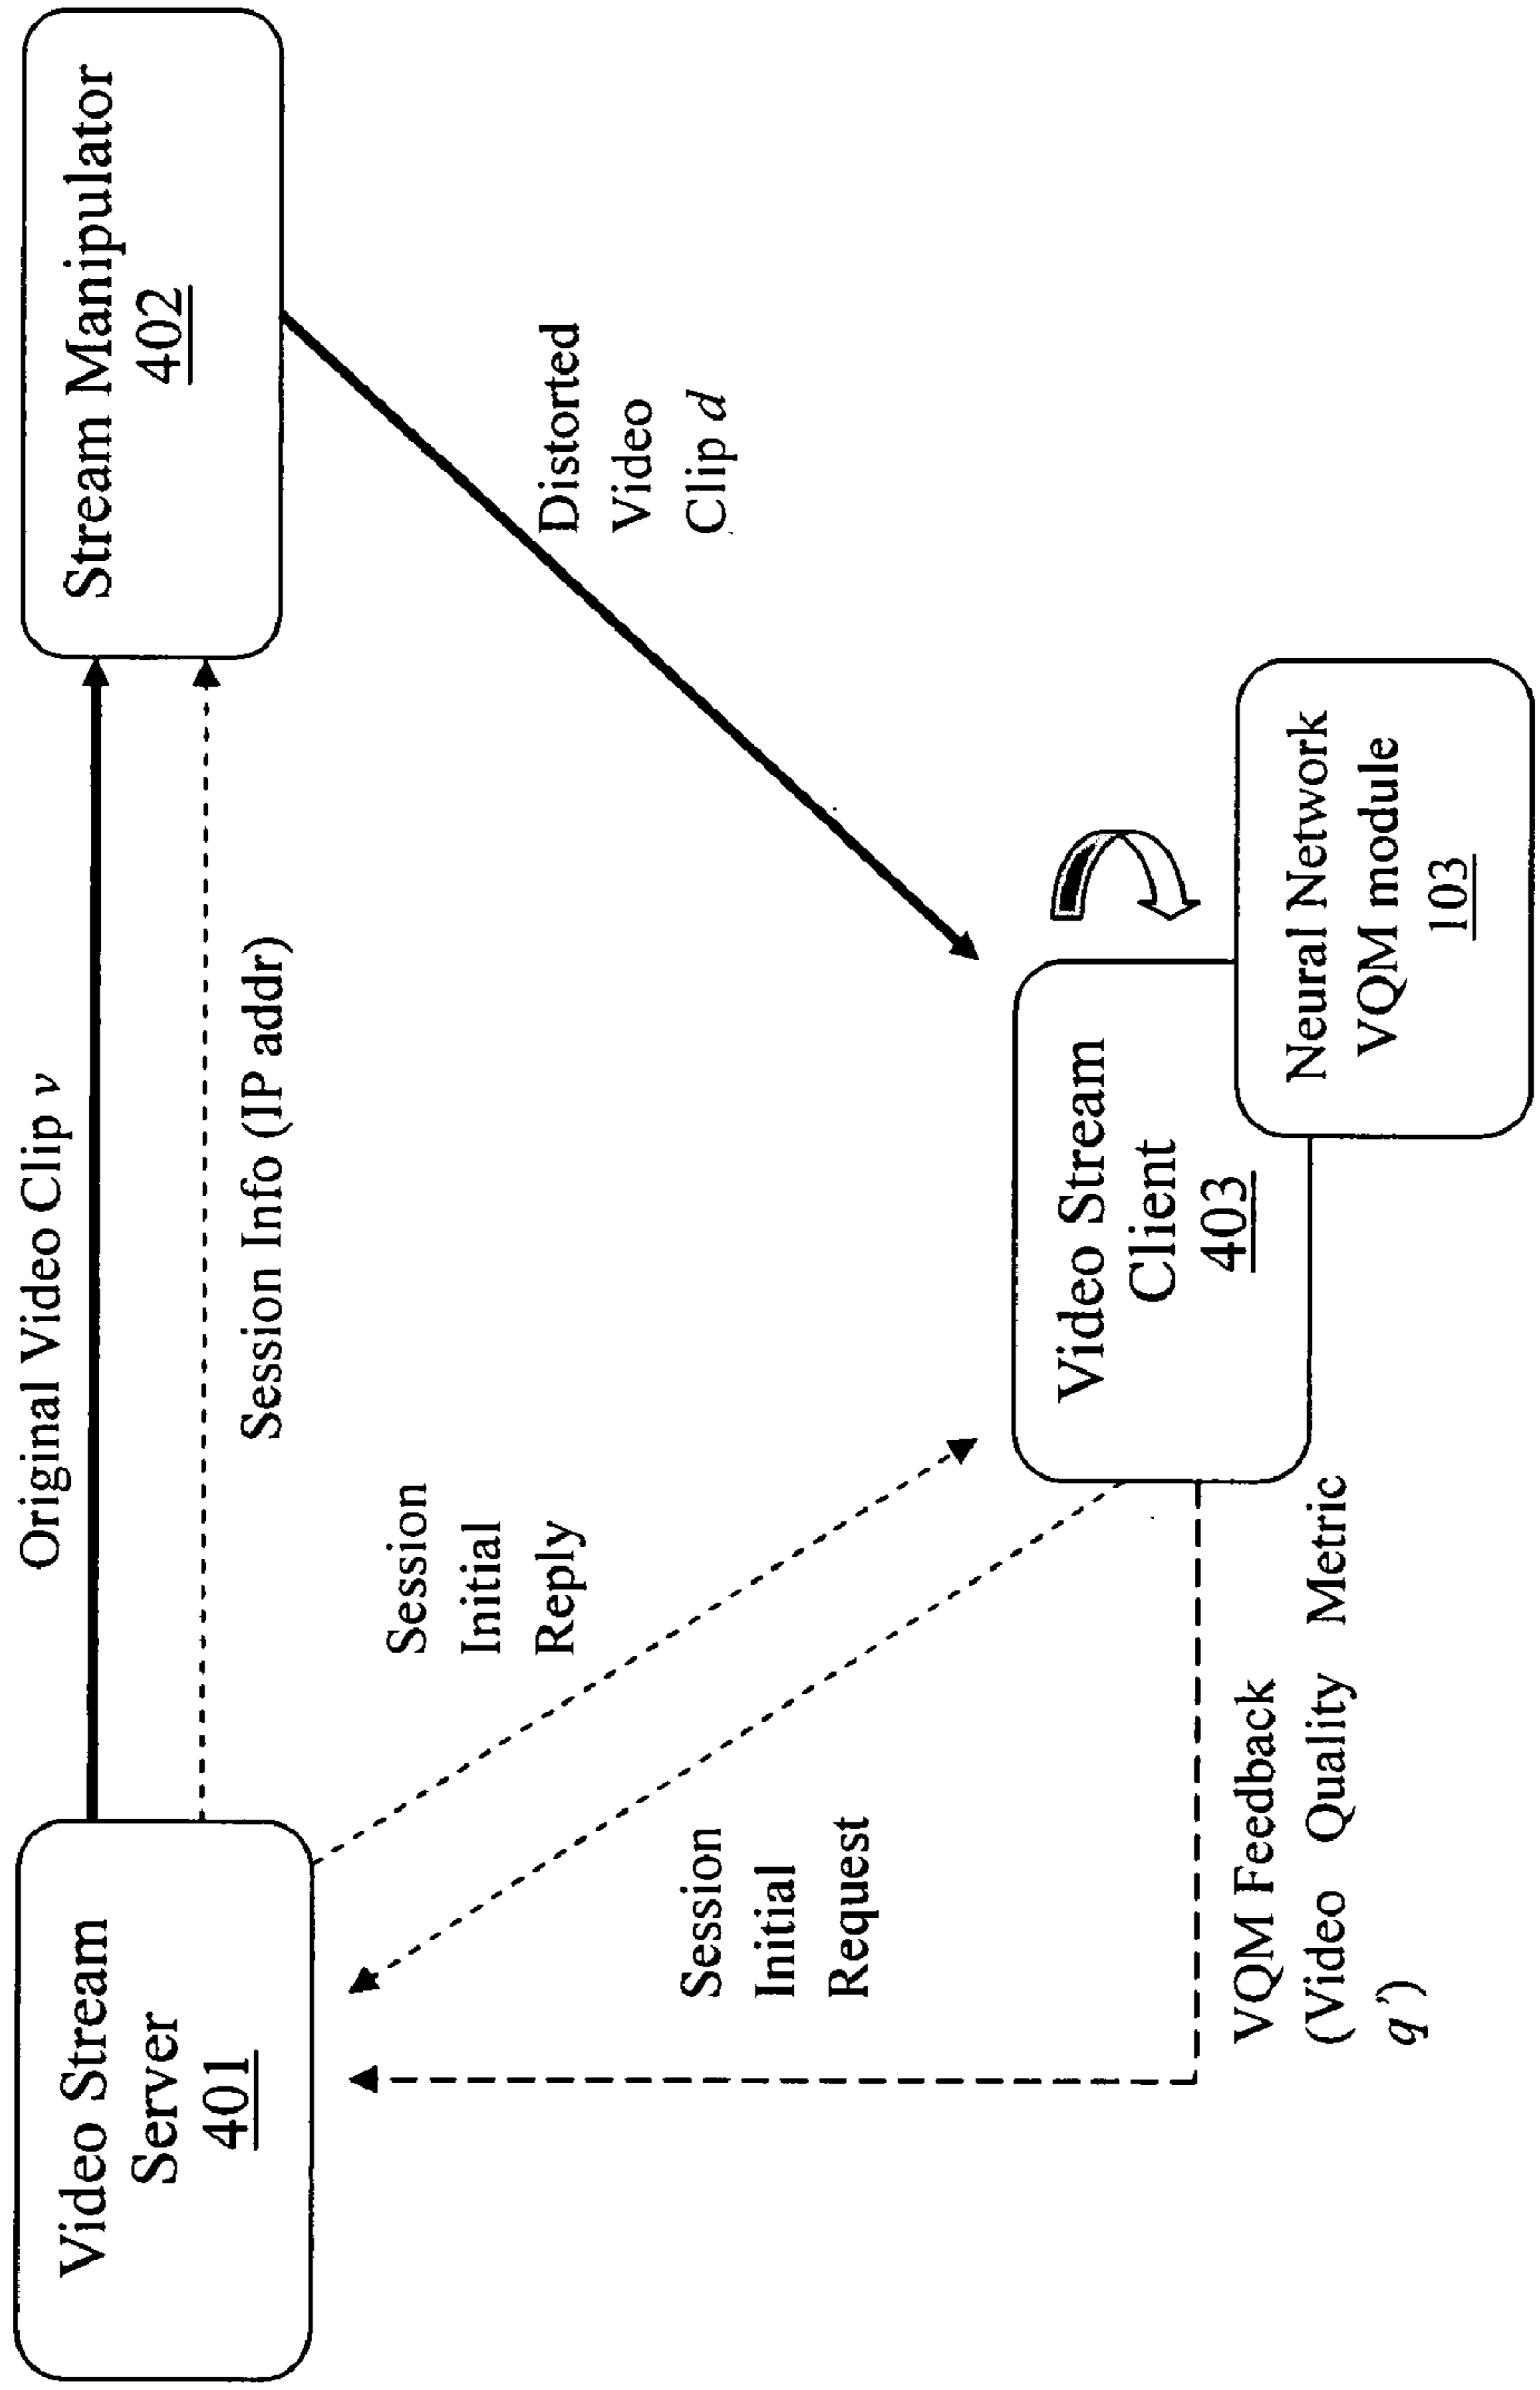 Original Video Clip v
Video Stream
Server
401
Stream Manipulator
402
Session Info (IP addr)
Session
Initial
Reply
Distorted
Video
Clip d
Session
Initial
Request
Video Stream
Client
403
Neural Network
VQM module
103
VQM Feedback
(Video Quality Metric
q')